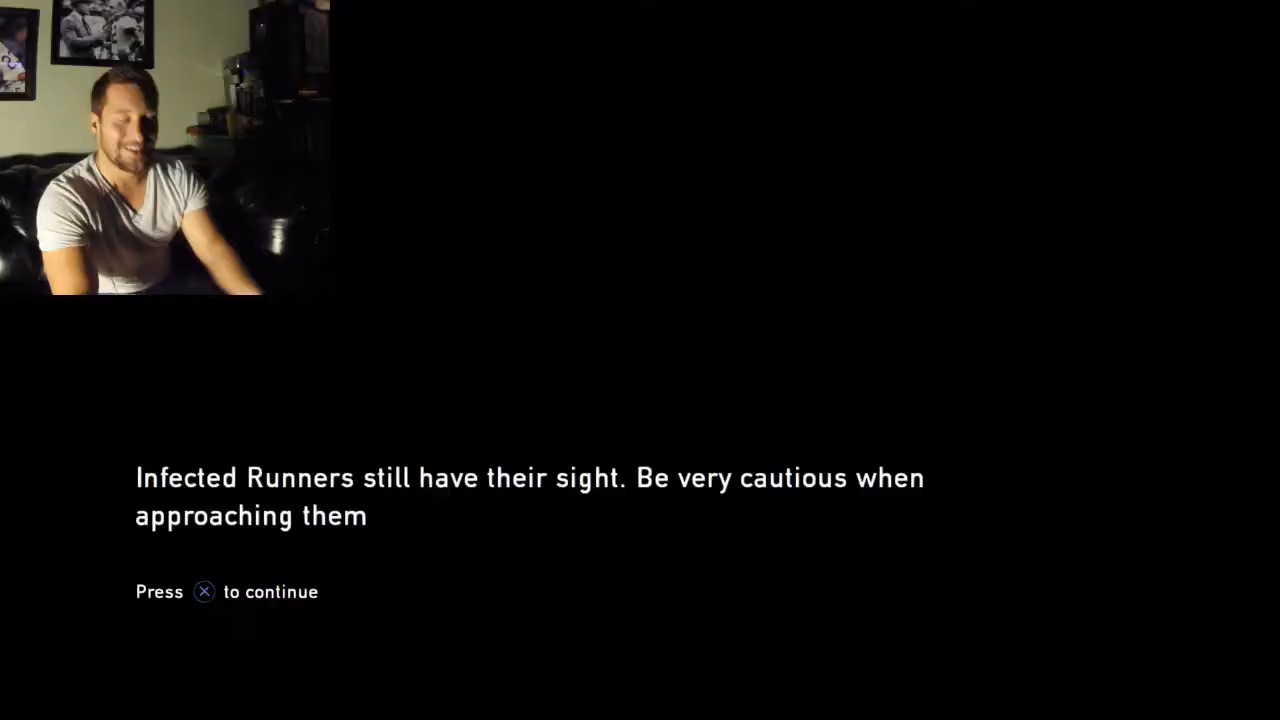 Infected Runners still have their sight. Be very cautious when
approaching them
Press ⊗ to continue